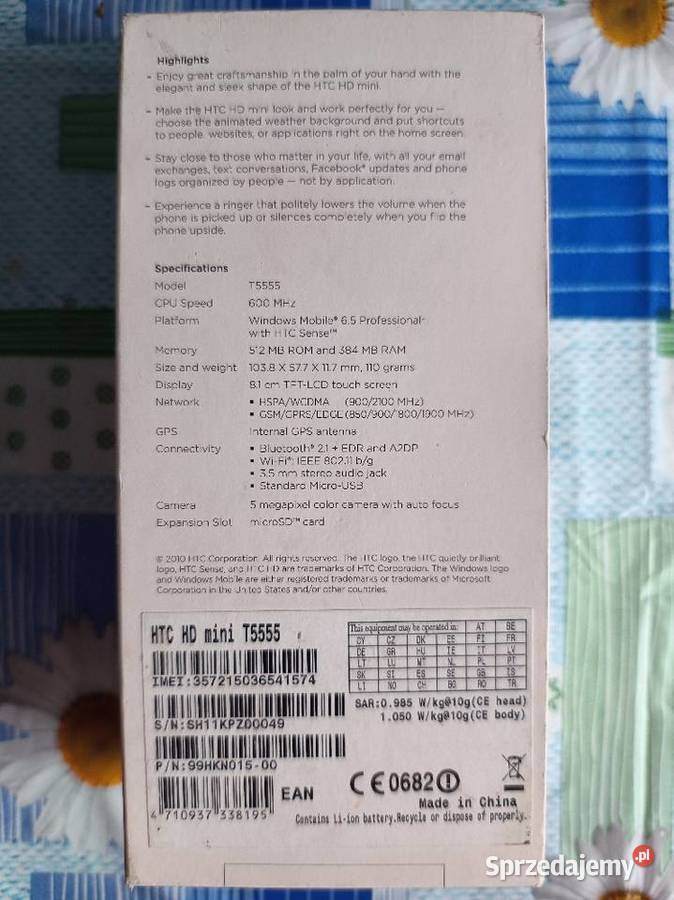 Highlights
- Enjoy great craftsmanship in the palm of your hand with the
elegant and sleek shape of the HTC HD mini.
- Make the HTC HD mini look and work perfectly for you —
choose the animated weather background and put shortcuts
to people, websites, or applications right on the home screen.
- Stay close to those who matter in your life, with all your email
exchanges, text conversations, Facebook® updates and phone
logs organized by people — not by application.
- Experience a ringer that politely lowers the volume when the
phone is picked up or silences completely when you flip the
phone upside.
Specifications
Model T5555
CPU Speed 600 MHz
Platform Windows Mobile® 6.5 Professional
with HTC Sense™
Memory 512 MB ROM and 384 MB RAM
Size and weight 103.8 X 57.7 X 11.7 mm, 110 grams
Display 8.1 cm TFT-LCD touch screen
Network • HSPA/WCDMA (900/2100 MHz)
• GSM/GPRS/EDGE (850/900/1800/1900 MHz)
GPS Internal GPS antenna
Connectivity • Bluetooth® 2.1 + EDR and A2DP
• Wi-Fi®: IEEE 802.11 b/g
• 3.5 mm stereo audio jack
• Standard Micro-USB
Camera 5 megapixel color camera with auto focus
Expansion Slot microSD™ card
© 2010 HTC Corporation. All rights reserved. The HTC logo, the HTC quietly brilliant
logo, HTC Sense, and HTC HD are trademarks of HTC Corporation. The Windows logo
and Windows Mobile are either registered trademarks or trademarks of Microsoft
Corporation in the United States and/or other countries.
HTC HD mini T5555
IMEI:357215036541574
S/N:SH11KPZ00049
P/N:99HKN015-00
4 710937 338195 EAN
This equipment may be operated in: AT BE
CY CZ DK EE FI FR
DE GR HU IE IT LV
LT LU MT NL PL PT
SK SI ES SE GB IS
LI NO CH BG RO TR
SAR:0.985 W/kg@10g(CE head)
1.050 W/kg@10g(CE body)
CE0682
Made in China
Contains Li-ion battery.Recycle or dispose of properly.
Sprzedajemy.pl